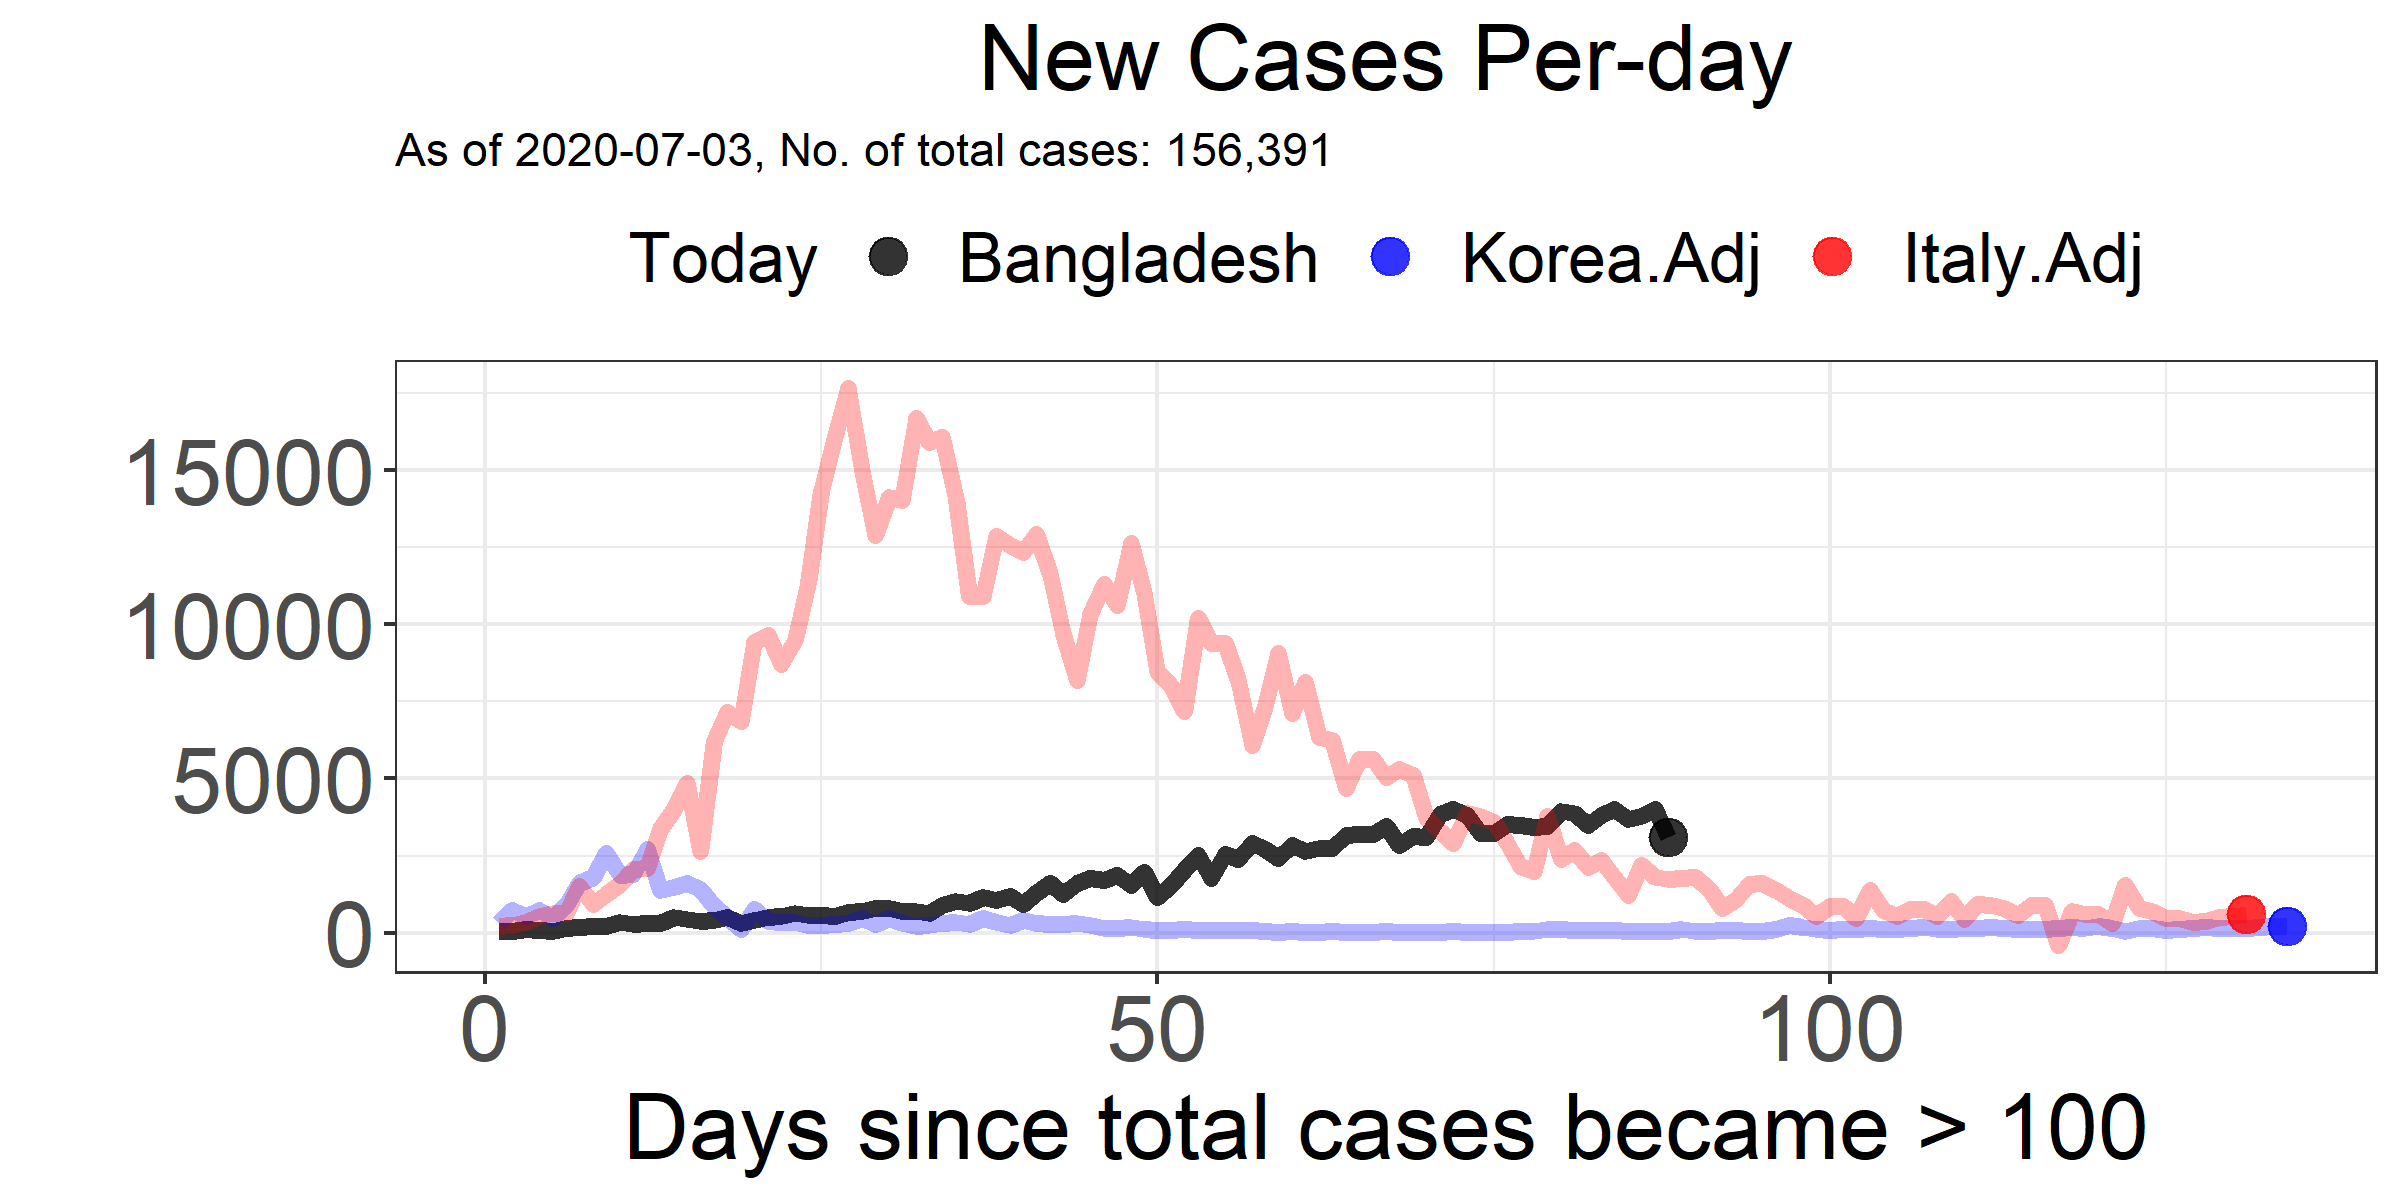 New Cases Per-day
As of 2020-07-03, No. of total cases: 156,391
Today Bangladesh Korea.Adj Italy.Adj
15000
10000
5000
0
0 50 100
Days since total cases became > 100